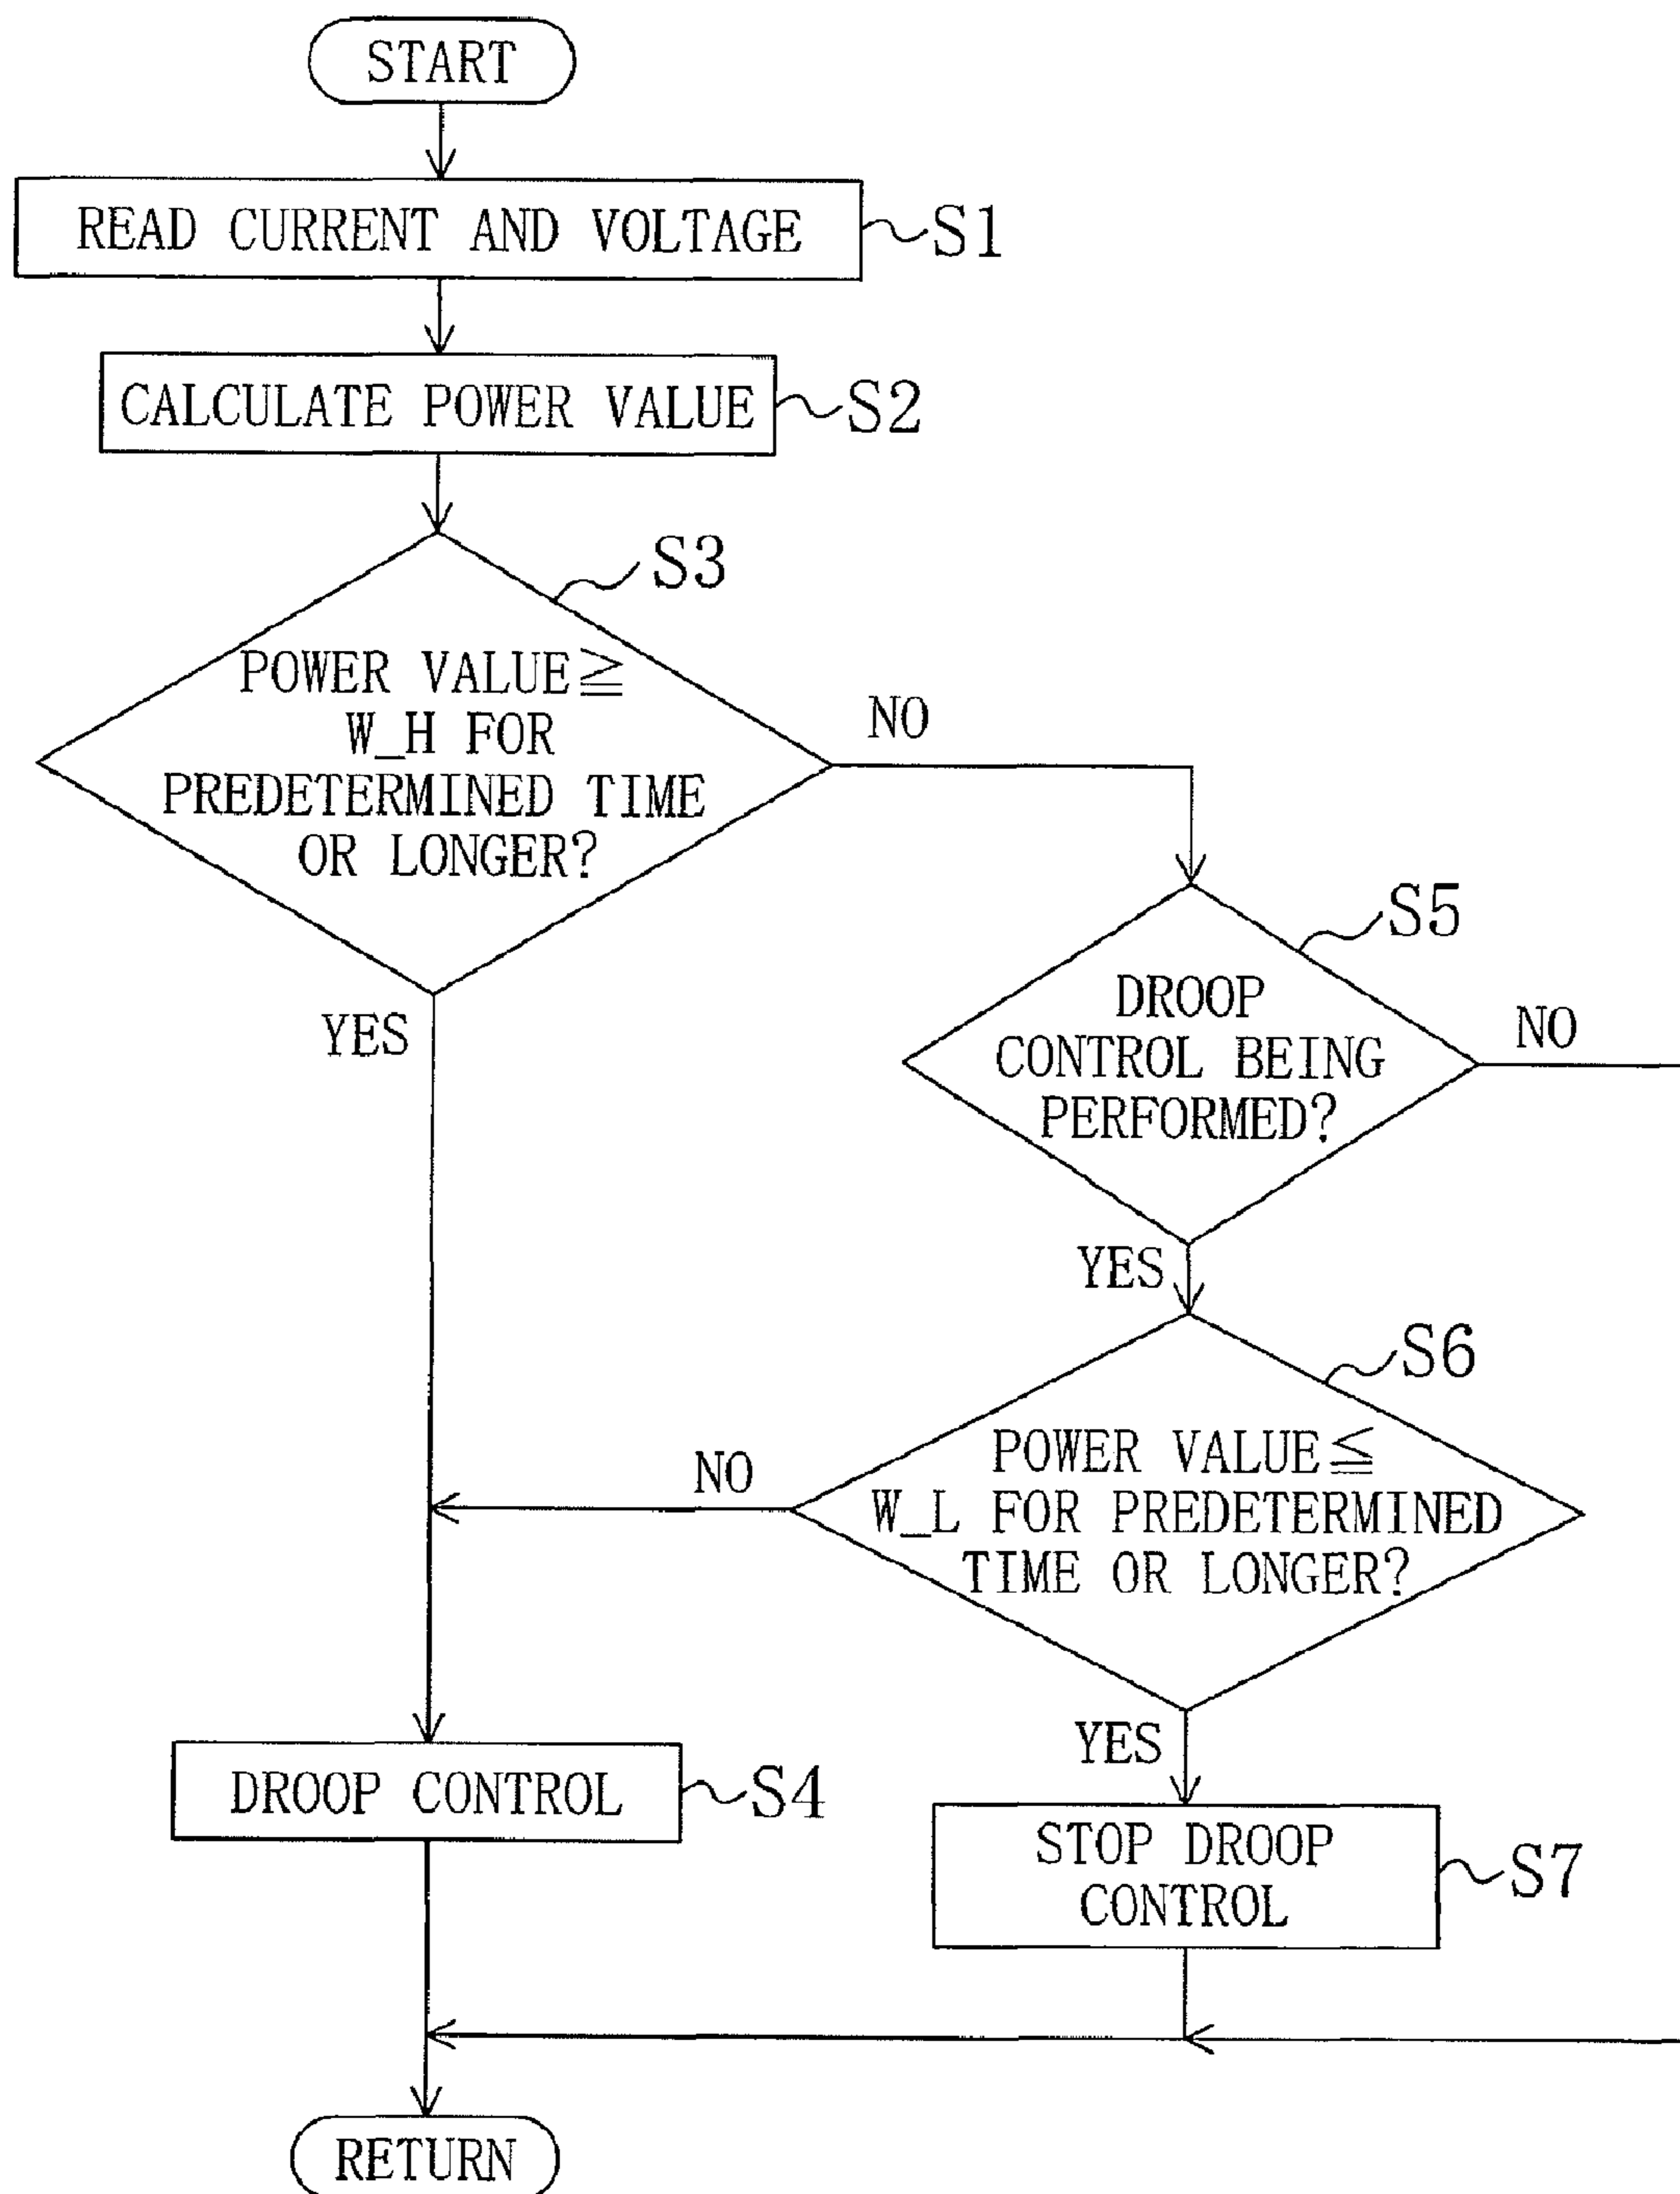 START
READ CURRENT AND VOLTAGE
S1
CALCULATE POWER VALUE
S2
S3
POWER VALUE≧
W_H FOR
PREDETERMINED TIME
OR LONGER?
NO
YES
S5
DROOP
CONTROL BEING
PERFORMED?
NO
YES
S6
POWER VALUE≦
W_L FOR PREDETERMINED
TIME OR LONGER?
NO
YES
DROOP CONTROL
S4
STOP DROOP
CONTROL
S7
RETURN